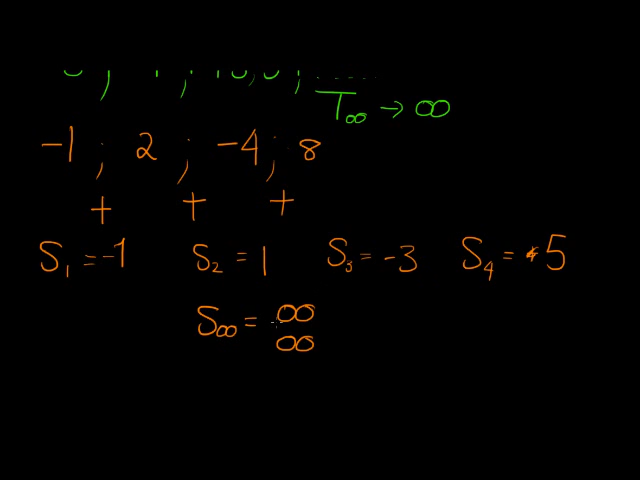 T∞ → ∞
-1 ; 2 ; -4 ; 8
+ + +
S₁ = -1 S₂ = 1 S₃ = -3 S₄ = 5
S∞ = ∞
∞